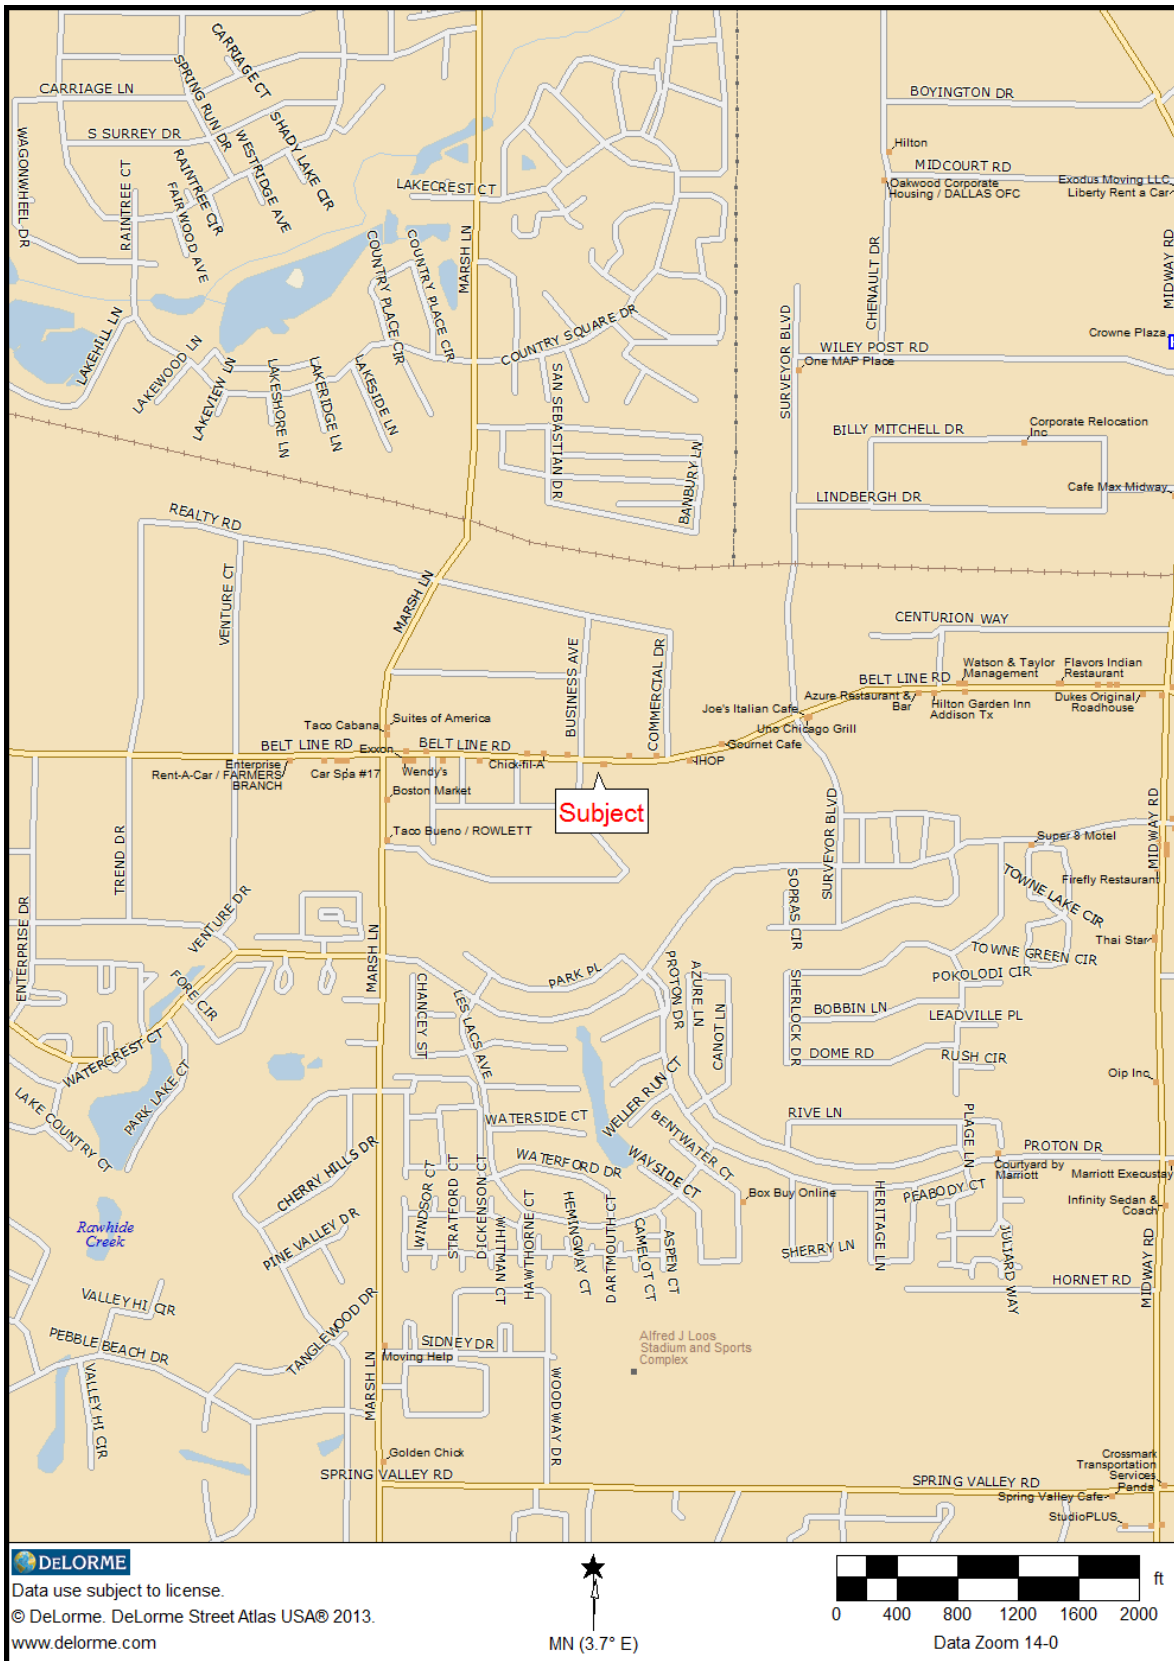 CARRIAGE CT
CARRIAGE LN
SPRING RUN DR
BOYINGTON DR
S SURREY DR
SHADY LAKE CIR
WAGONWHEEL DR
WESTRIDGE AVE
RAINTREE CIR
RAINTREE CT
FAIRWOOD AVE
Hilton
MIDCOURT RD
LAKECREST CT
Oakwood Corporate
Housing / DALLAS OFC
Exodus Moving LLC
Liberty Rent a Car
MARSH LN
COUNTRY PLACE CIR
COUNTRY PLACE CIR
CHENAULT DR
MIDWAY RD
LAKEHILL LN
COUNTRY SQUARE DR
SURVEYOR BLVD
Crowne Plaza
WILEY POST RD
One MAP Place
LAKEWOOD LN
LAKEVIEW LN
LAKESHORE LN
LAKERIDGE LN
LAKESIDE LN
SAN SEBASTIAN DR
BANBURY LN
BILLY MITCHELL DR
Corporate Relocation
Inc
Cafe Max Midway
LINDBERGH DR
REALTY RD
VENTURE CT
MARSH LN
CENTURION WAY
BUSINESS AVE
COMMERCIAL DR
BELT LINE RD
Watson & Taylor
Management
Flavors Indian
Restaurant
Azure Restaurant &
Bar
Hilton Garden Inn
Addison Tx
Dukes Original
Roadhouse
Joe's Italian Cafe
Uno Chicago Grill
Gourmet Cafe
Taco Cabana
Suites of America
BELT LINE RD
Exxon
BELT LINE RD
Enterprise
Rent-A-Car / FARMERS
BRANCH
Car Spa #17
Wendy's
Chick-fil-A
IHOP
Boston Market
Subject
Taco Bueno / ROWLETT
TREND DR
SURVEYOR BLVD
MIDWAY RD
Super 8 Motel
Firefly Restaurant
TOWNE LAKE CIR
SOPRAS CIR
ENTERPRISE DR
VENTURE DR
MARSH LN
Thai Star
TOWNE GREEN CIR
FORE CIR
CHANCEY ST
LES LACS AVE
PARK PL
PROTON DR
AZURE LN
CANOT LN
SHERLOCK DR
POKOLODI CIR
BOBBIN LN
LEADVILLE PL
DOME RD
RUSH CIR
WATERCREST CT
PARK LAKE CT
LAKE COUNTRY CT
Oip Inc
WELLER RUN CT
WATERSIDE CT
BENTWATER CT
RIVE LN
PLAGE LN
PROTON DR
CHERRY HILLS DR
WATERFORD DR
WAYSIDE CT
Courtyard by
Marriott
Marriott Execustay
WINDSOR CT
STRATFORD CT
DICKENSON CT
WHITMAN CT
HAWTHORNE CT
HEMINGWAY CT
DARTMOUTH CT
CAMELOT CT
ASPEN CT
Box Buy Online
HERITAGE LN
PEABODY CT
Infinity Sedan &
Coach
Rawhide
Creek
PINE VALLEY DR
SHERRY LN
JULIARD WAY
MIDWAY RD
HORNET RD
VALLEY HI CIR
TANGLEWOOD DR
PEBBLE BEACH DR
VALLEY HI CIR
SIDNEY DR
Moving Help
Alfred J Loos
Stadium and Sports
Complex
MARSH LN
WOODWAY DR
Golden Chick
SPRING VALLEY RD
SPRING VALLEY RD
Crossmark
Transportation
Services
Panda
Spring Valley Cafe
StudioPLUS
DELORME
Data use subject to license.
© DeLorme. DeLorme Street Atlas USA® 2013.
www.delorme.com
MN (3.7° E)
ft
0 400 800 1200 1600 2000
Data Zoom 14-0